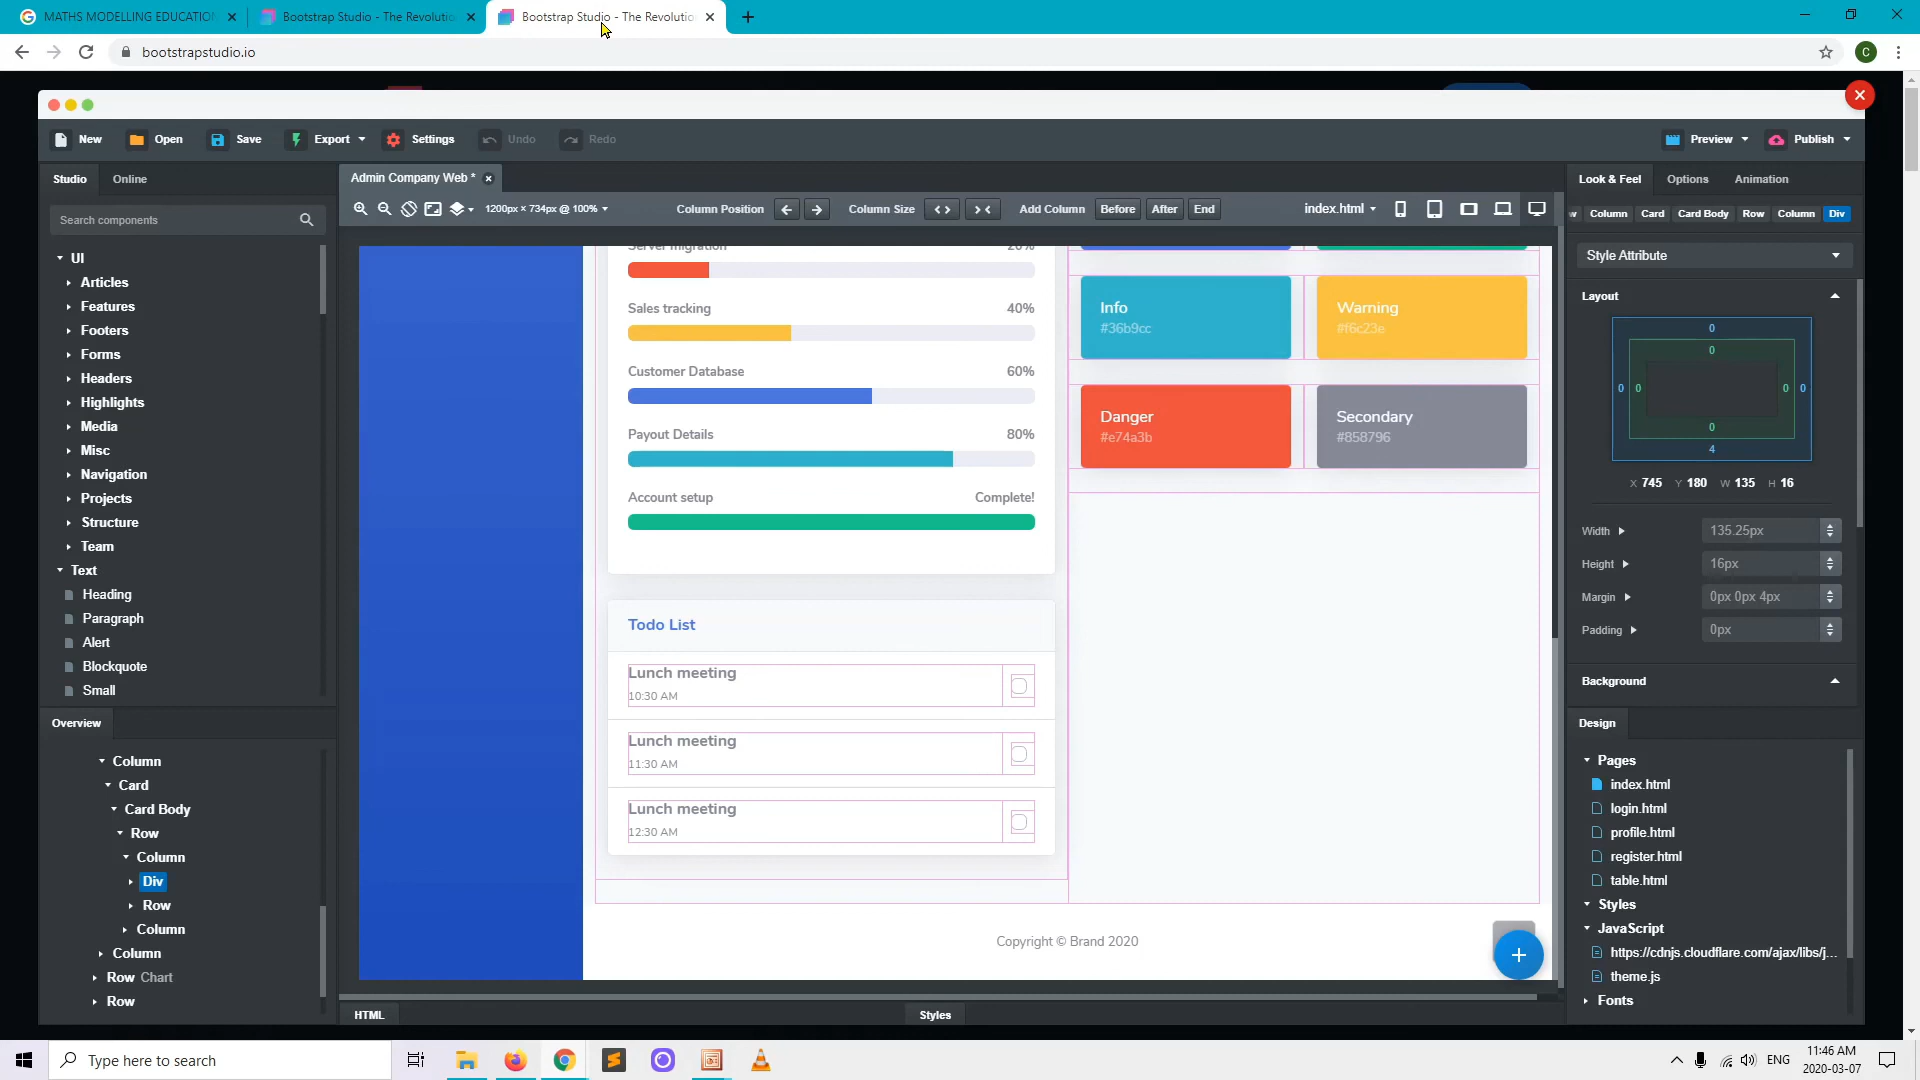 MATHS MODELLING EDUCATION
Bootstrap Studio - The Revolutio
Bootstrap Studio - The Revolutio
bootstrapstudio.io
C
New
Open
Save
Export
Settings
Undo
Redo
Preview
Publish
Studio
Online
Admin Company Web *
Look & Feel
Options
Animation
Search components
1200px × 734px @ 100%
Column Position
Column Size
Add Column
Before
After
End
index.html
w
Column
Card
Card Body
Row
Column
Div
Style Attribute
UI
Articles
Features
Footers
Forms
Headers
Highlights
Media
Misc
Navigation
Projects
Structure
Team
Text
Heading
Paragraph
Alert
Blockquote
Small
Overview
Column
Card
Card Body
Row
Column
Div
Row
Column
Column
Row Chart
Row
Server migration
20%
Sales tracking
40%
Customer Database
60%
Payout Details
80%
Account setup
Complete!
Todo List
Lunch meeting
10:30 AM
Lunch meeting
11:30 AM
Lunch meeting
12:30 AM
Info
#36b9cc
Warning
#f6c23e
Danger
#e74a3b
Secondary
#858796
Copyright © Brand 2020
HTML
Styles
Layout
0
0
0 0 0 0
0
4
X 745 Y 180 W 135 H 16
Width 135.25px
Height 16px
Margin 0px 0px 4px
Padding 0px
Background
Design
Pages
index.html
login.html
profile.html
register.html
table.html
Styles
JavaScript
https://cdnjs.cloudflare.com/ajax/libs/j...
theme.js
Fonts
Type here to search
ENG
11:46 AM
2020-03-07